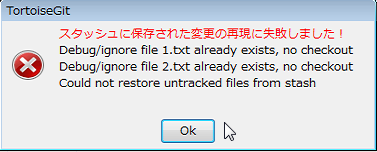 TortoiseGit
スタッシュに保存された変更の再現に失敗しました！
Debug/ignore file 1.txt already exists, no checkout
Debug/ignore file 2.txt already exists, no checkout
Could not restore untracked files from stash
Ok